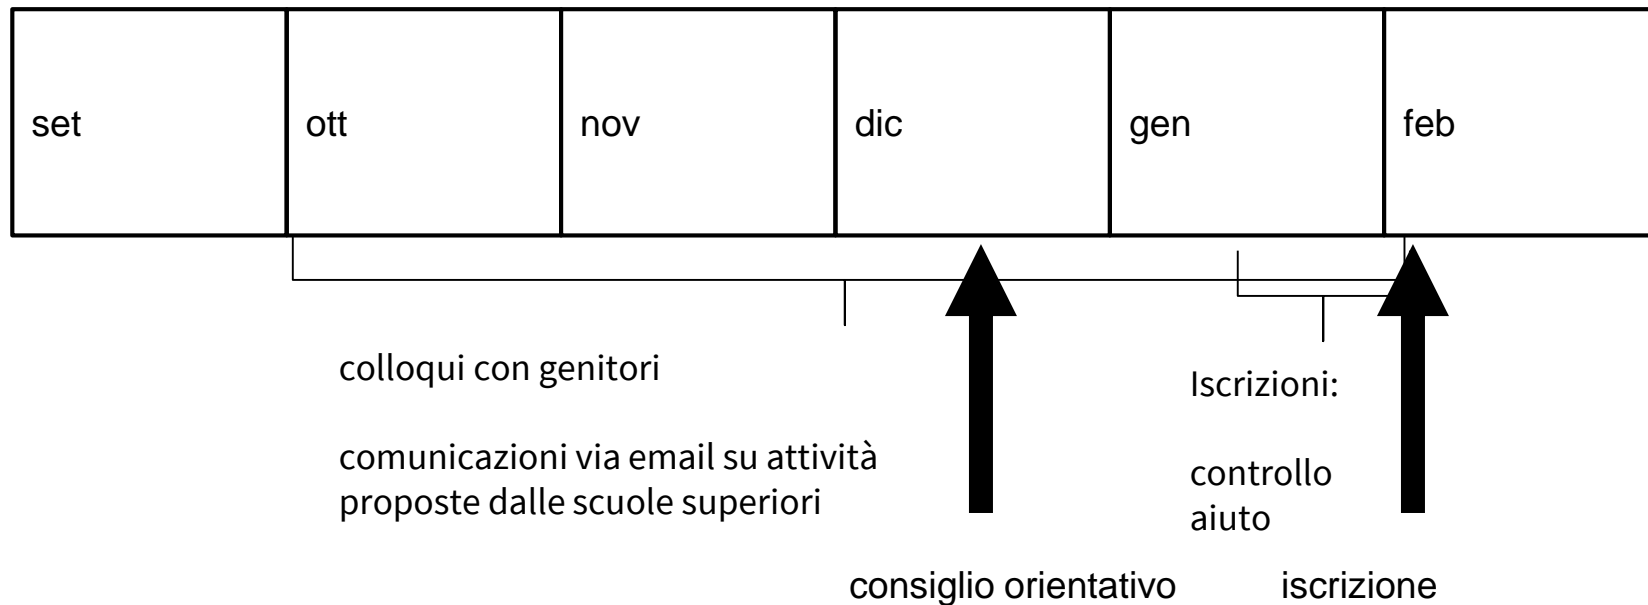 set
ott
nov
dic
gen
feb
colloqui con genitori
comunicazioni via email su attività
proposte dalle scuole superiori
Iscrizioni:
controllo
aiuto
consiglio orientativo
iscrizione